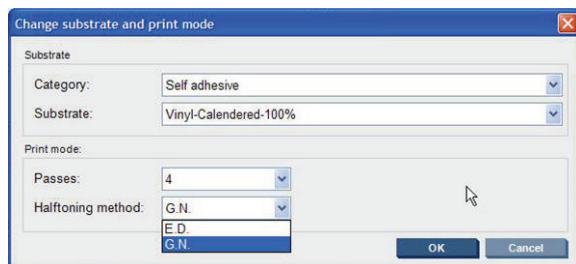 Change substrate and print mode
Substrate
Category: Self adhesive
Substrate: Vinyl-Calendered-100%
Print mode:
Passes: 4
Halftoning method: G.N.
E.D.
G.N.
OK Cancel